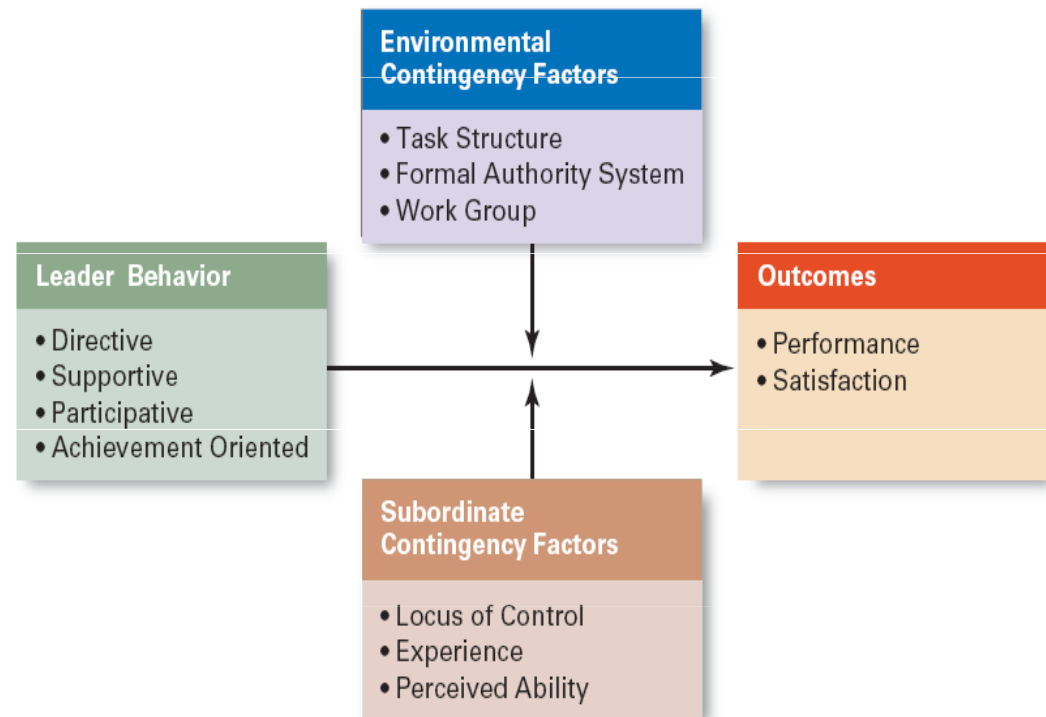 Environmental
Contingency Factors
• Task Structure
• Formal Authority System
• Work Group
Leader Behavior
• Directive
• Supportive
• Participative
• Achievement Oriented
Outcomes
• Performance
• Satisfaction
Subordinate
Contingency Factors
• Locus of Control
• Experience
• Perceived Ability